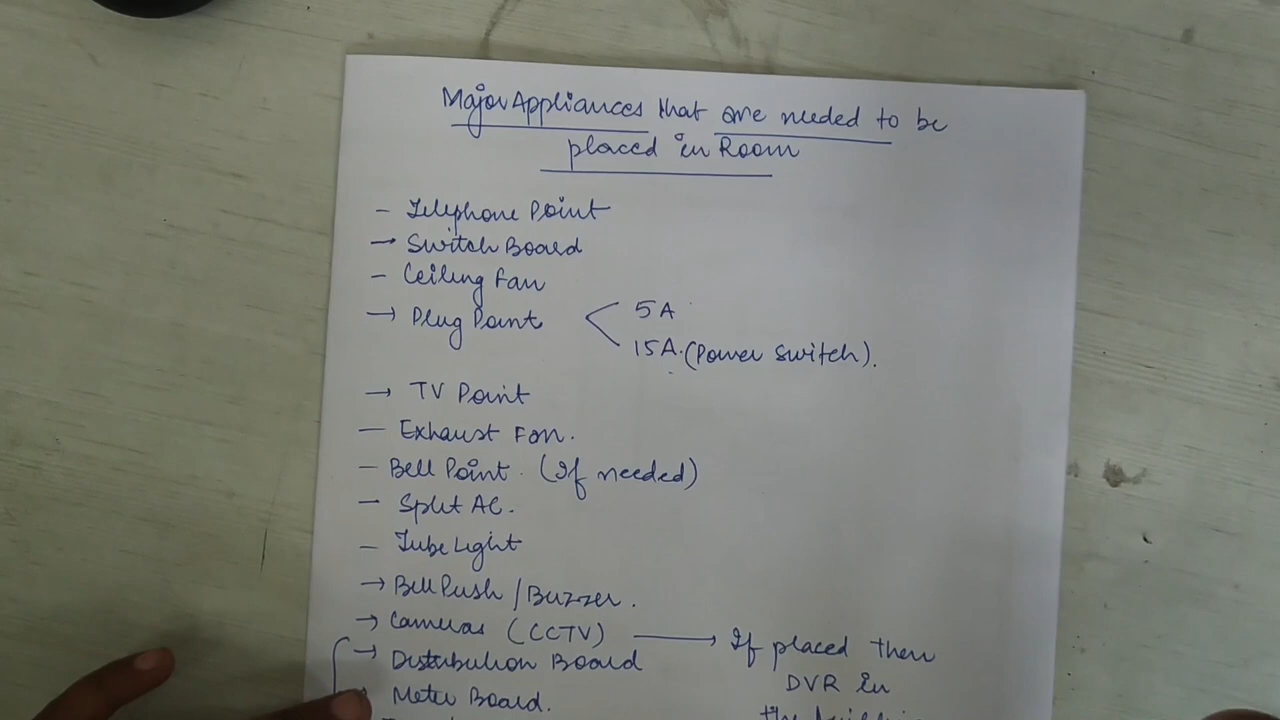 Major Appliances that are needed to be
placed in Room
- Telephone Point
→ Switch Board
- Ceiling Fan
→ Plug Point < 5A
15A. (Power Switch).
→ TV Point
- Exhaust Fan.
- Bell Point. (If needed)
- Split AC.
- Tube Light
→ Bell Push / Buzzer.
→ Cameras (CCTV) → If placed then
→ Distribution Board
DVR in
→ Meter Board.
the